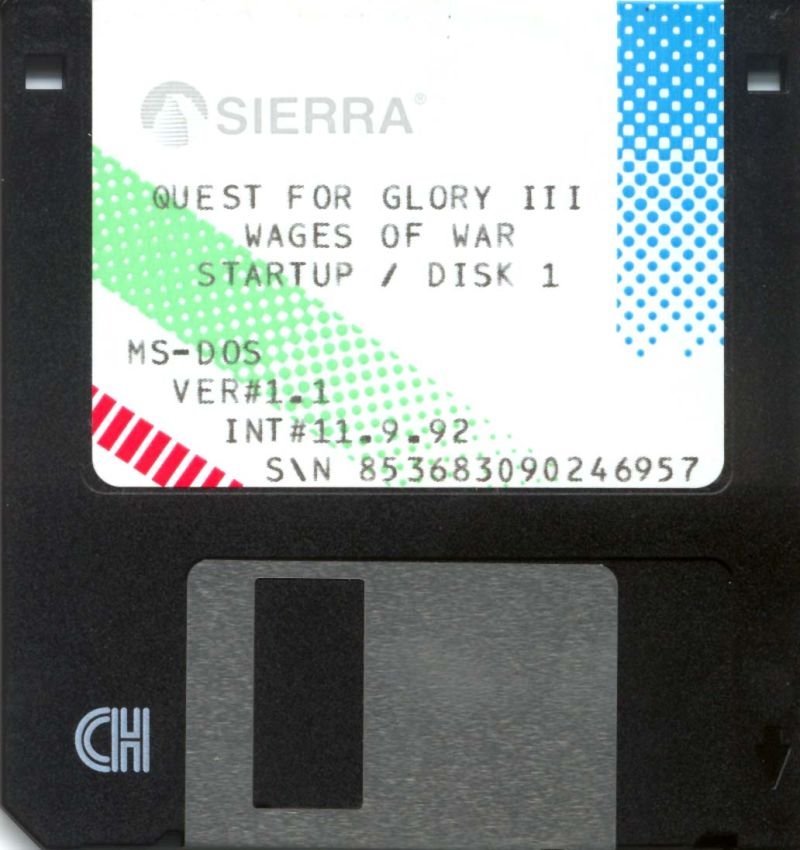 SIERRA®
QUEST FOR GLORY III
WAGES OF WAR
STARTUP / DISK 1
MS-DOS
VER#1.1
INT#11.9.92
S\N 853683090246957
CH